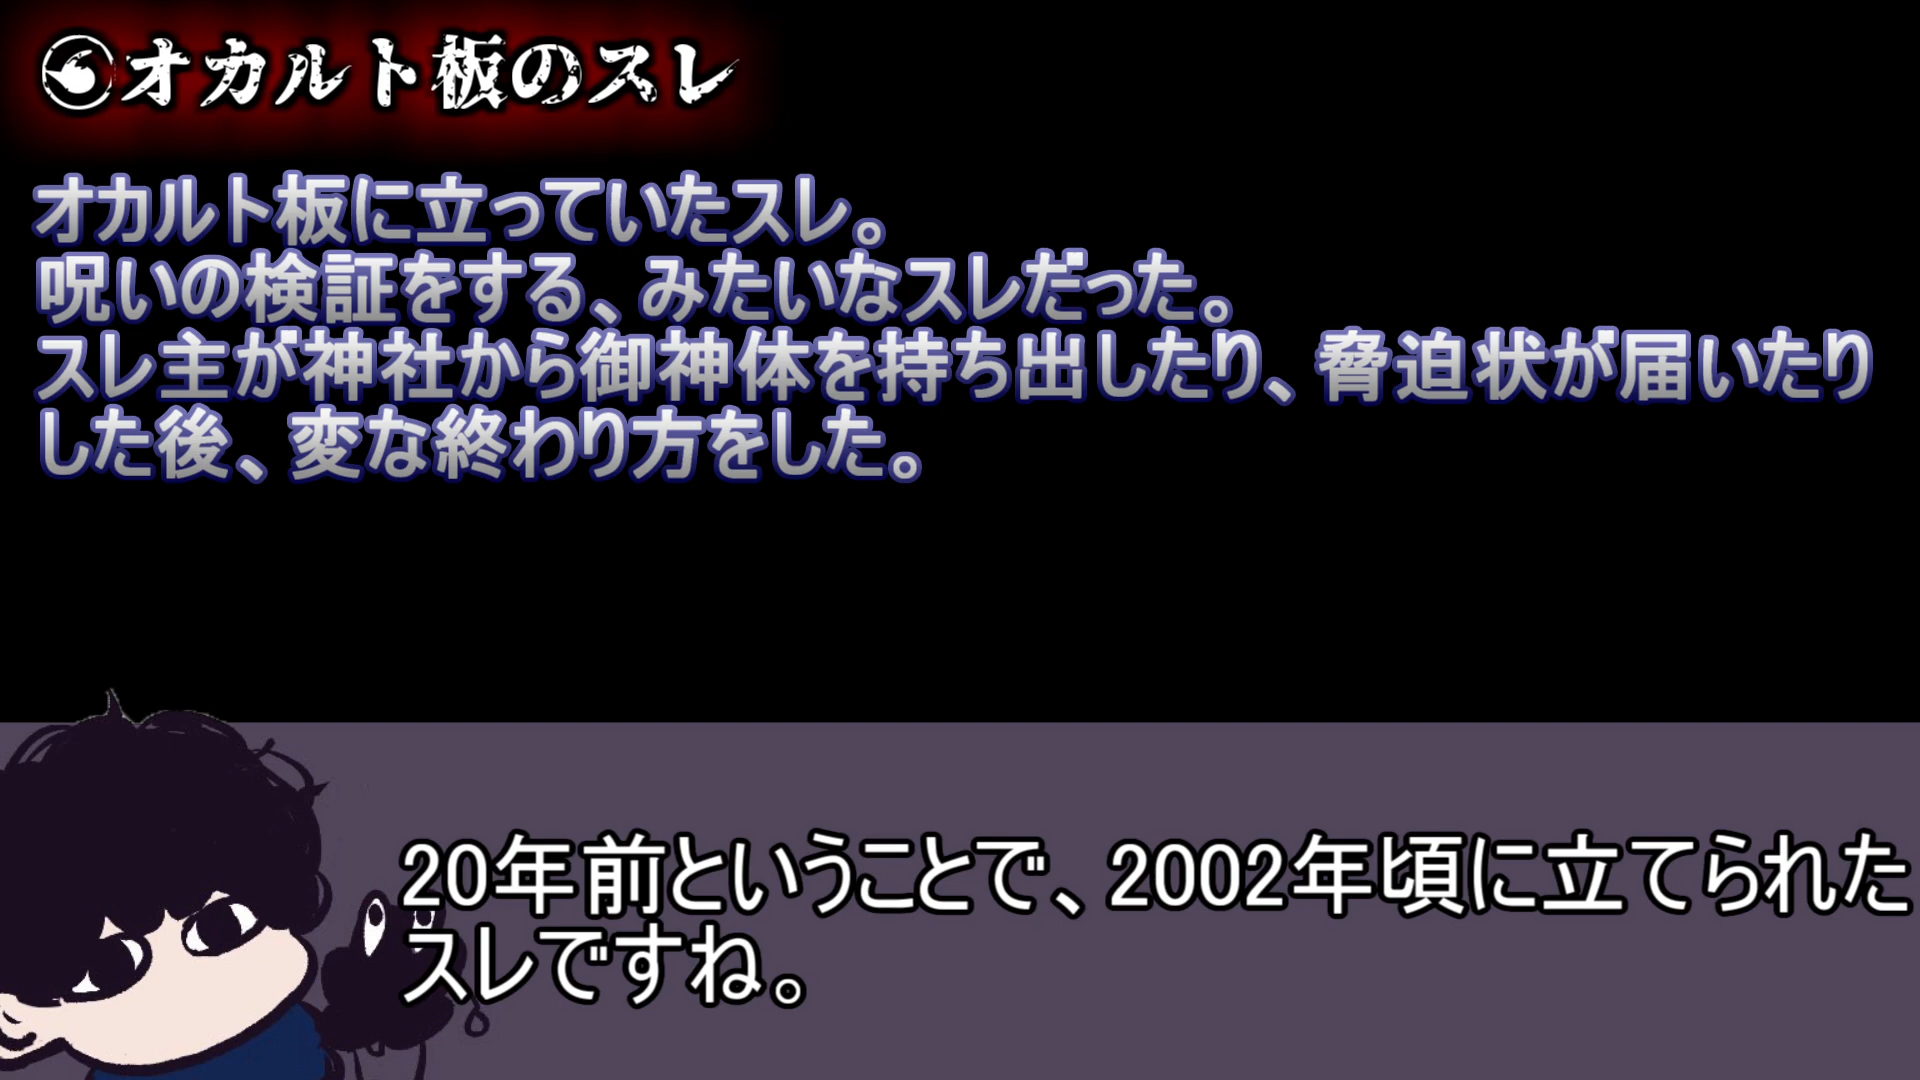 オカルト板のスレ
オカルト板に立っていたスレ。
呪いの検証をする、みたいなスレだった。
スレ主が神社から御神体を持ち出したり、脅迫状が届いたり
した後、変な終わり方をした。
20年前ということで、2002年頃に立てられた
スレですね。